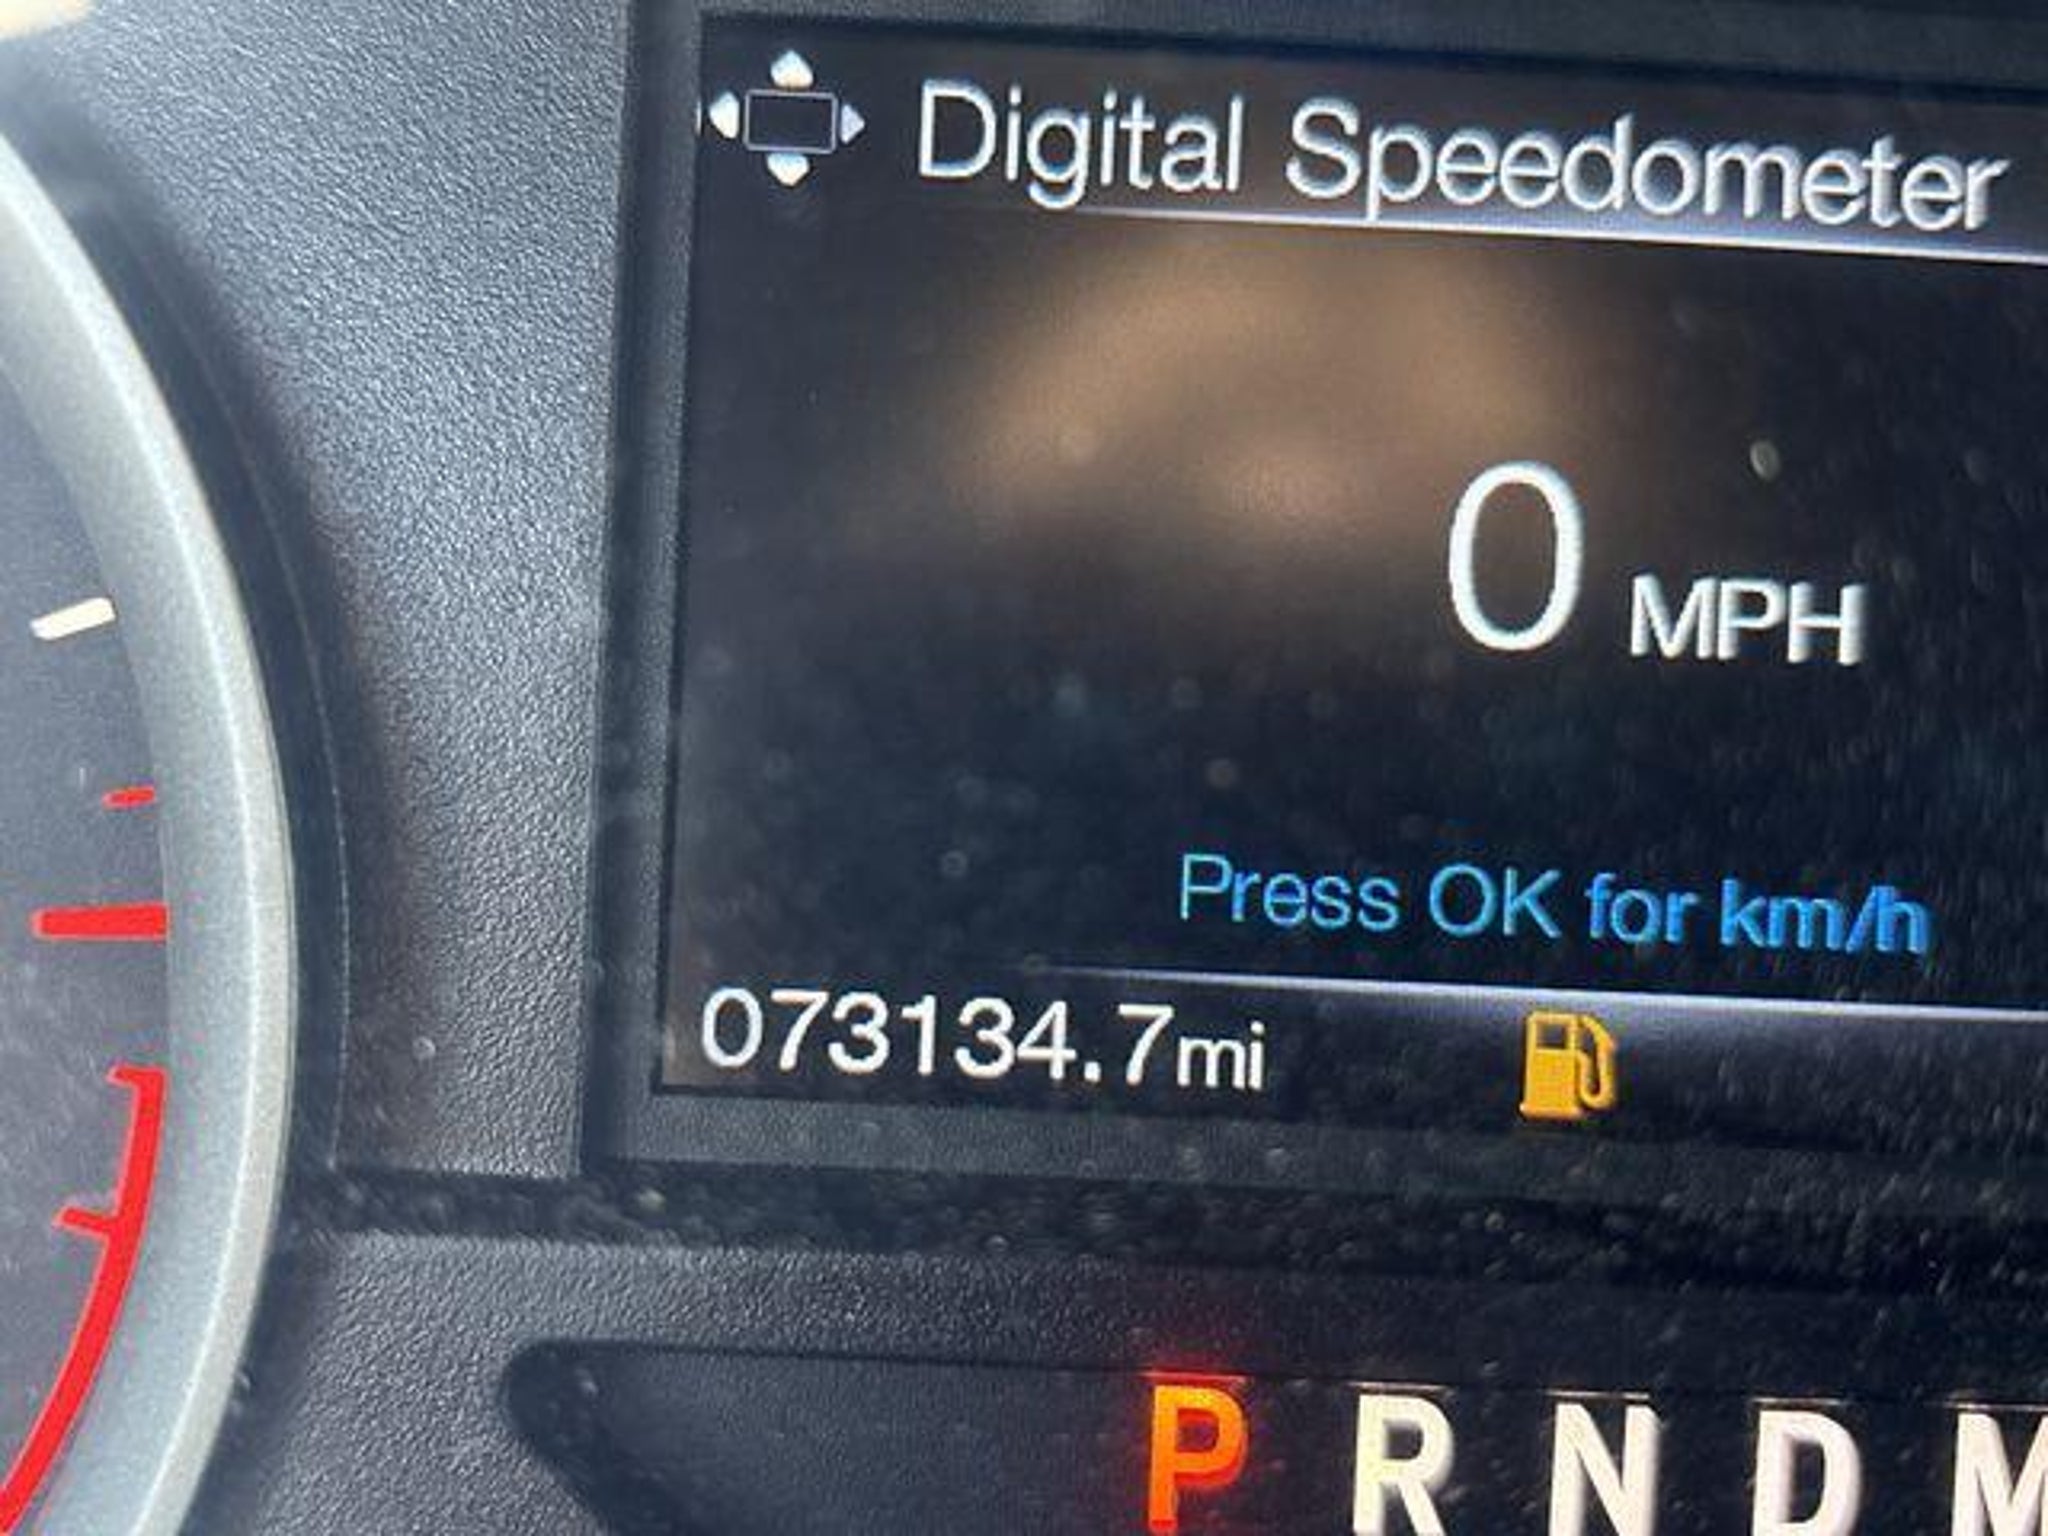 Digital Speedometer
0 MPH
Press OK for km/h
073134.7mi
P R N D M